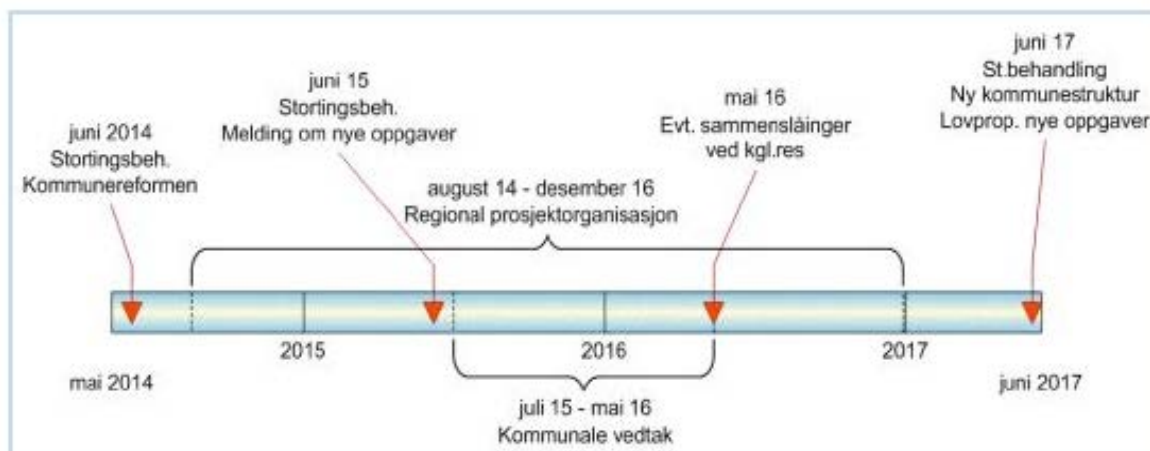 juni 2014
Stortingsbeh.
Kommunereformen
juni 15
Stortingsbeh.
Melding om nye oppgaver
august 14 - desember 16
Regional prosjektorganisasjon
mai 16
Evt. sammenslåinger
ved kgl.res
juni 17
St.behandling
Ny kommunestruktur
Lovprop. nye oppgaver
2015
2016
2017
mai 2014
juni 2017
juli 15 - mai 16
Kommunale vedtak